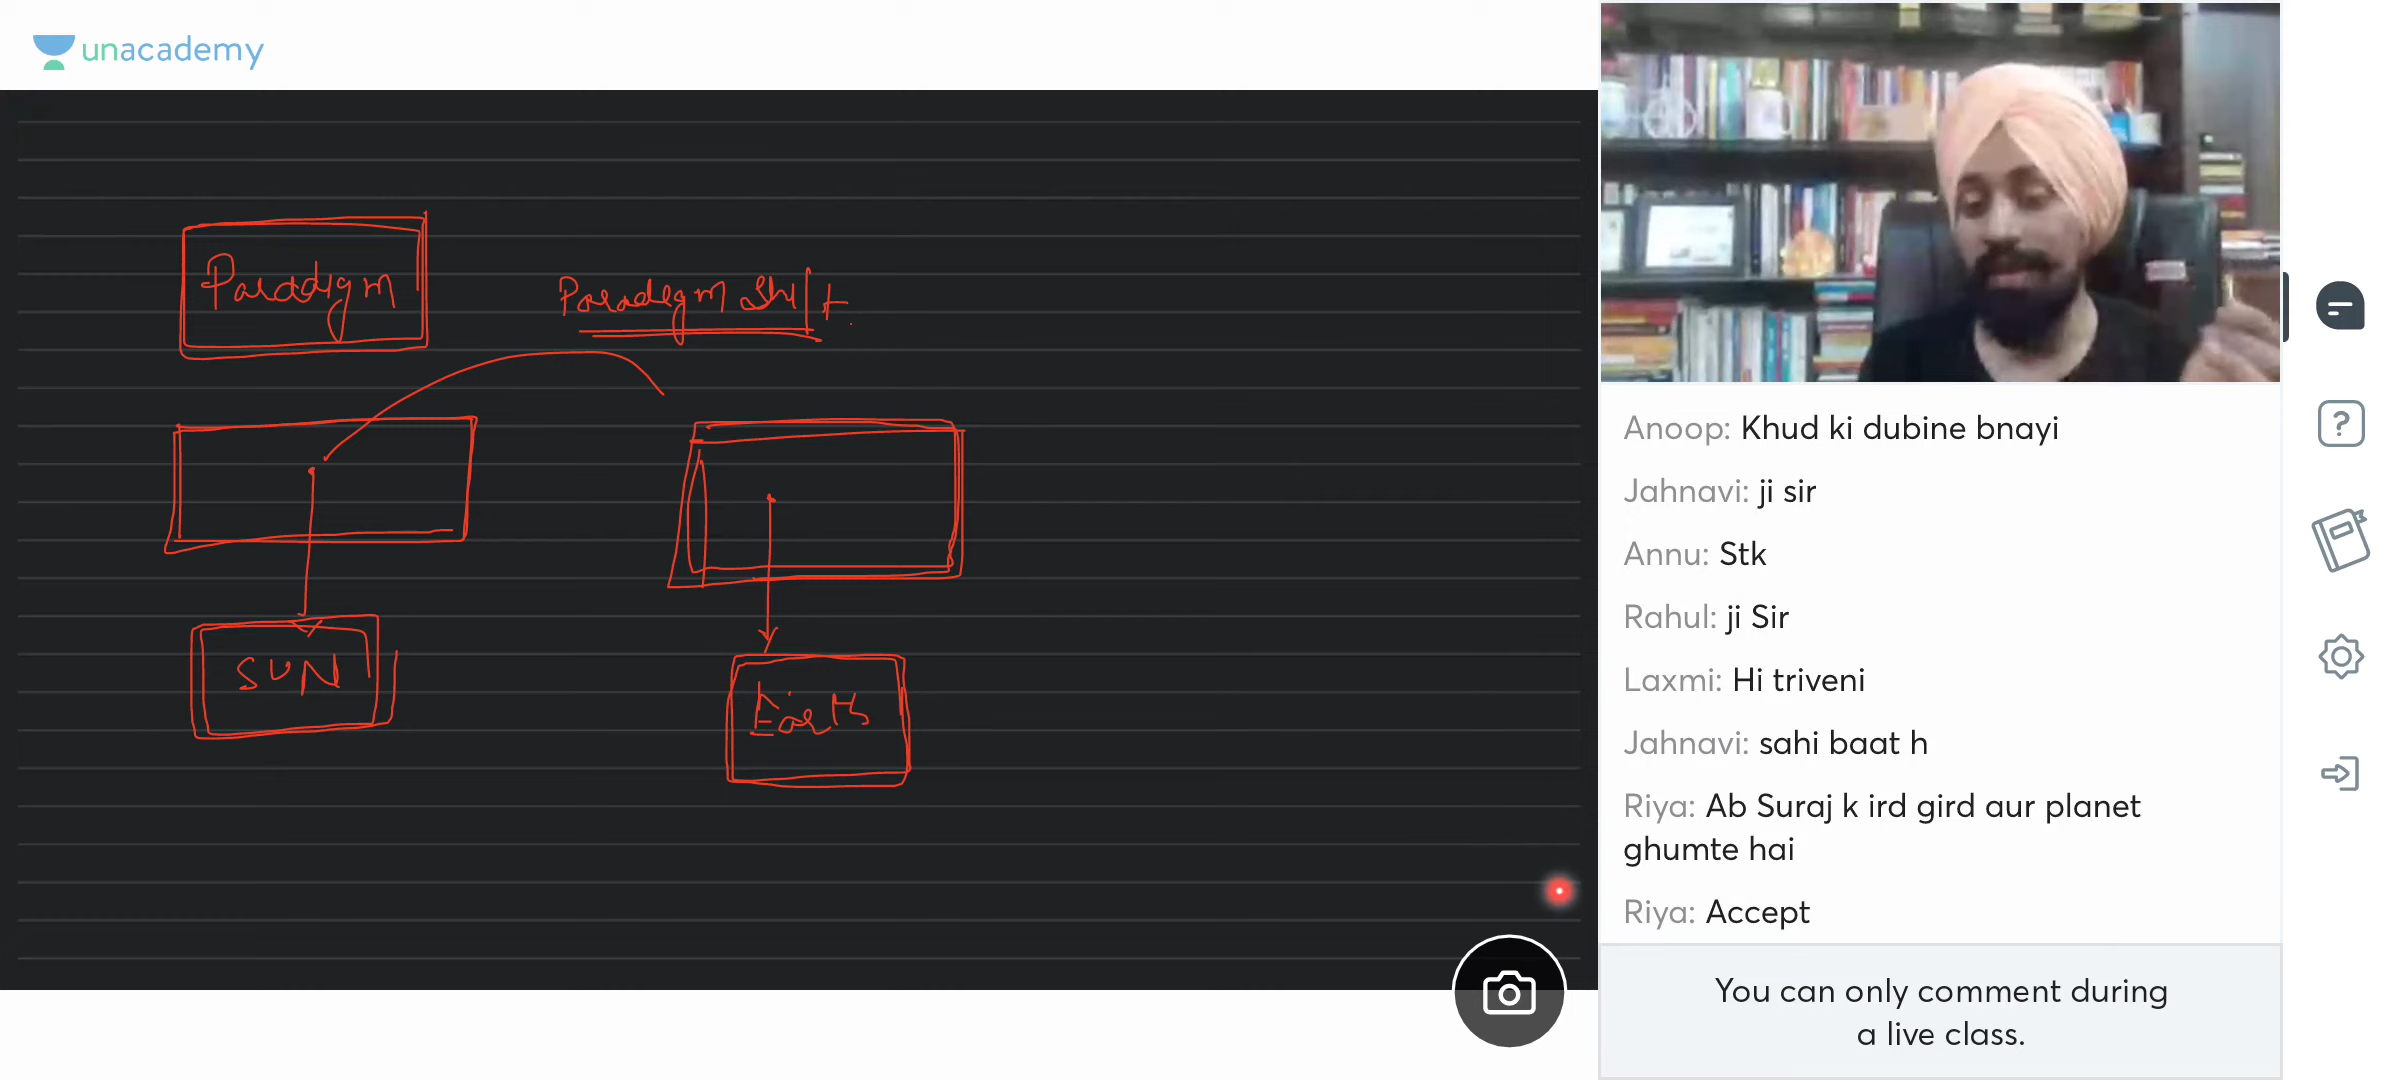 unacademy
Paradigm
Paradigm Shift
SUN
Earth
Anoop: Khud ki dubine bnayi
Jahnavi: ji sir
Annu: Stk
Rahul: ji Sir
Laxmi: Hi triveni
Jahnavi: sahi baat h
Riya: Ab Suraj k ird gird aur planet
ghumte hai
Riya: Accept
You can only comment during
a live class.